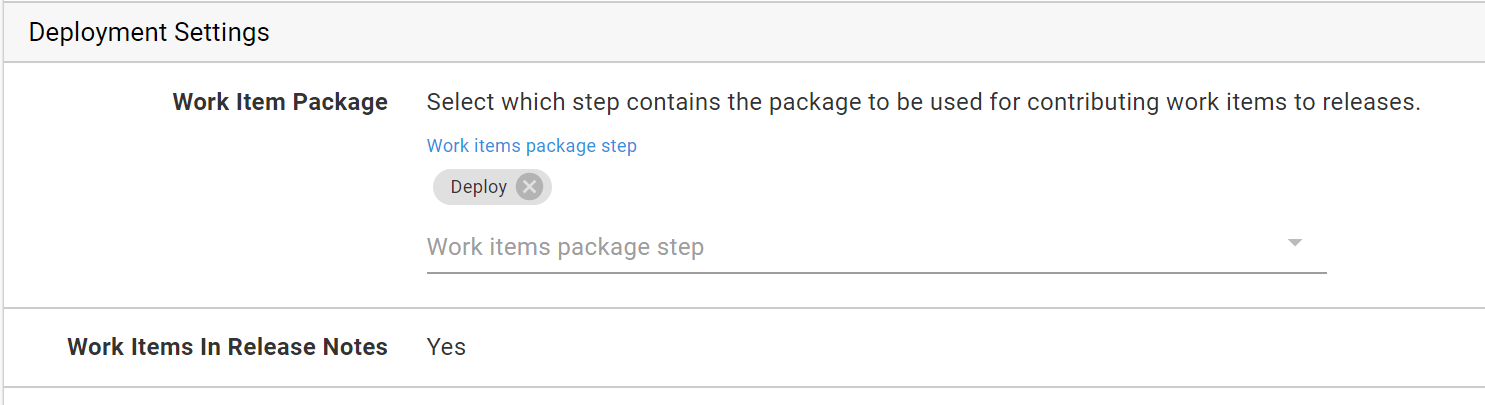 Deployment Settings
Work Item Package
Select which step contains the package to be used for contributing work items to releases.
Work items package step
Deploy
Work items package step
Work Items In Release Notes
Yes